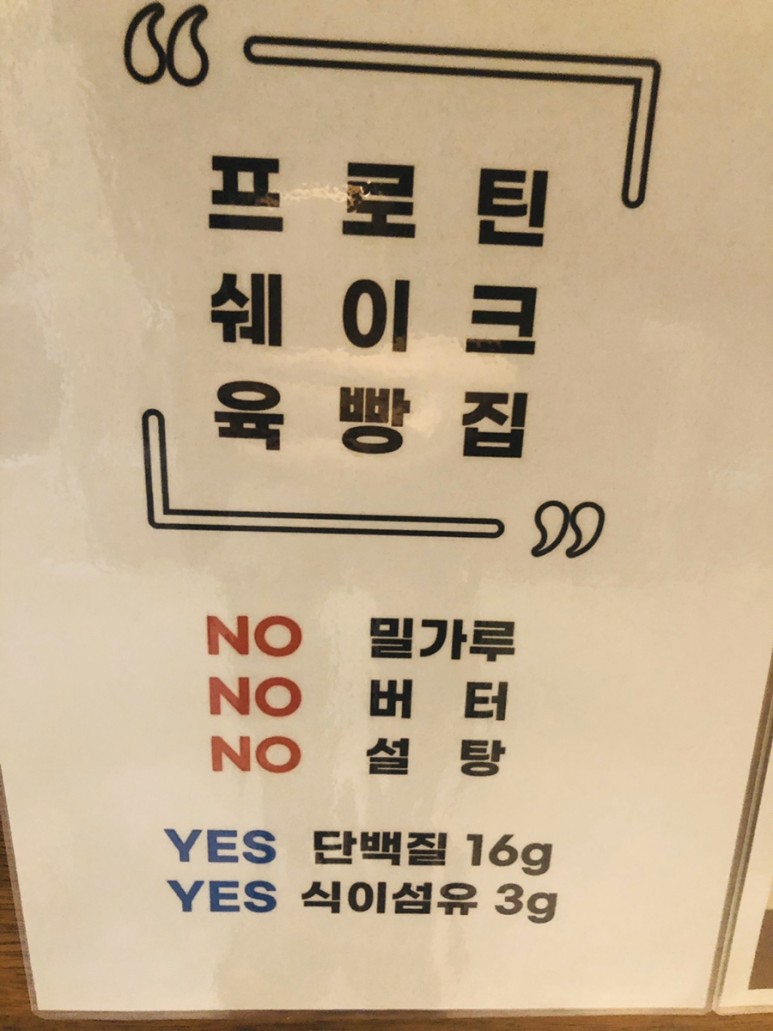 프로틴
쉐이크
육빵집
NO 밀가루
NO 버터
NO 설탕
YES 단백질 16g
YES 식이섬유 3g